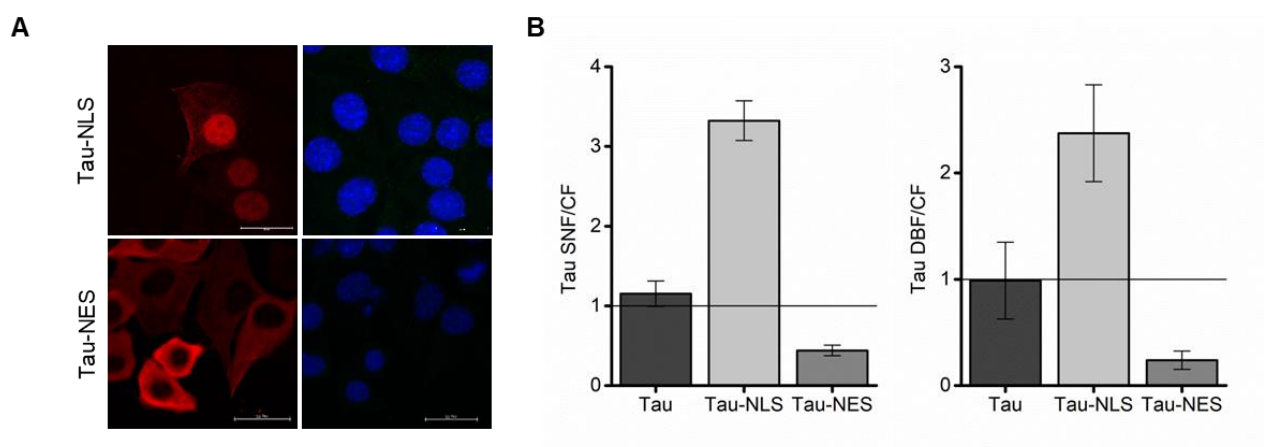 A
B
Tau-NLS
Tau-NES
Tau SNF/CF
4
3
2
1
0
Tau
Tau-NLS
Tau-NES
Tau DBF/CF
3
2
1
0
Tau
Tau-NLS
Tau-NES